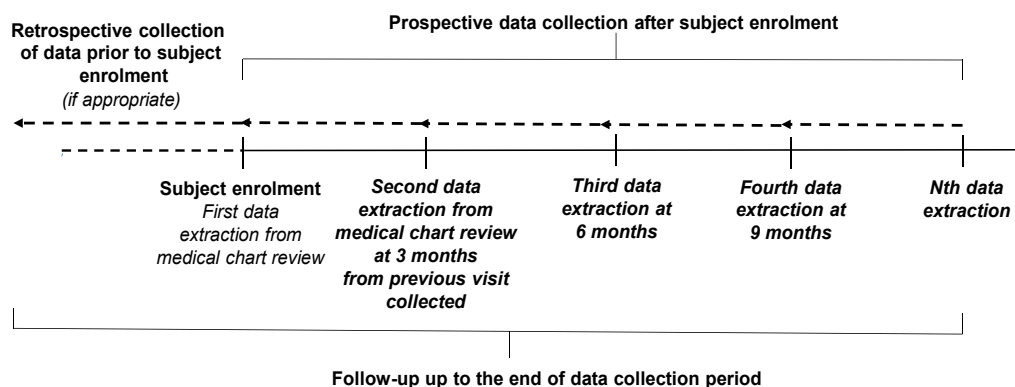 Prospective data collection after subject enrolment
Retrospective collection
of data prior to subject
enrolment
(if appropriate)
Subject enrolment
First data
extraction from
medical chart review
Second data
extraction from
medical chart review
at 3 months
from previous visit
collected
Third data
extraction at
6 months
Fourth data
extraction at
9 months
Nth data
extraction
Follow-up up to the end of data collection period